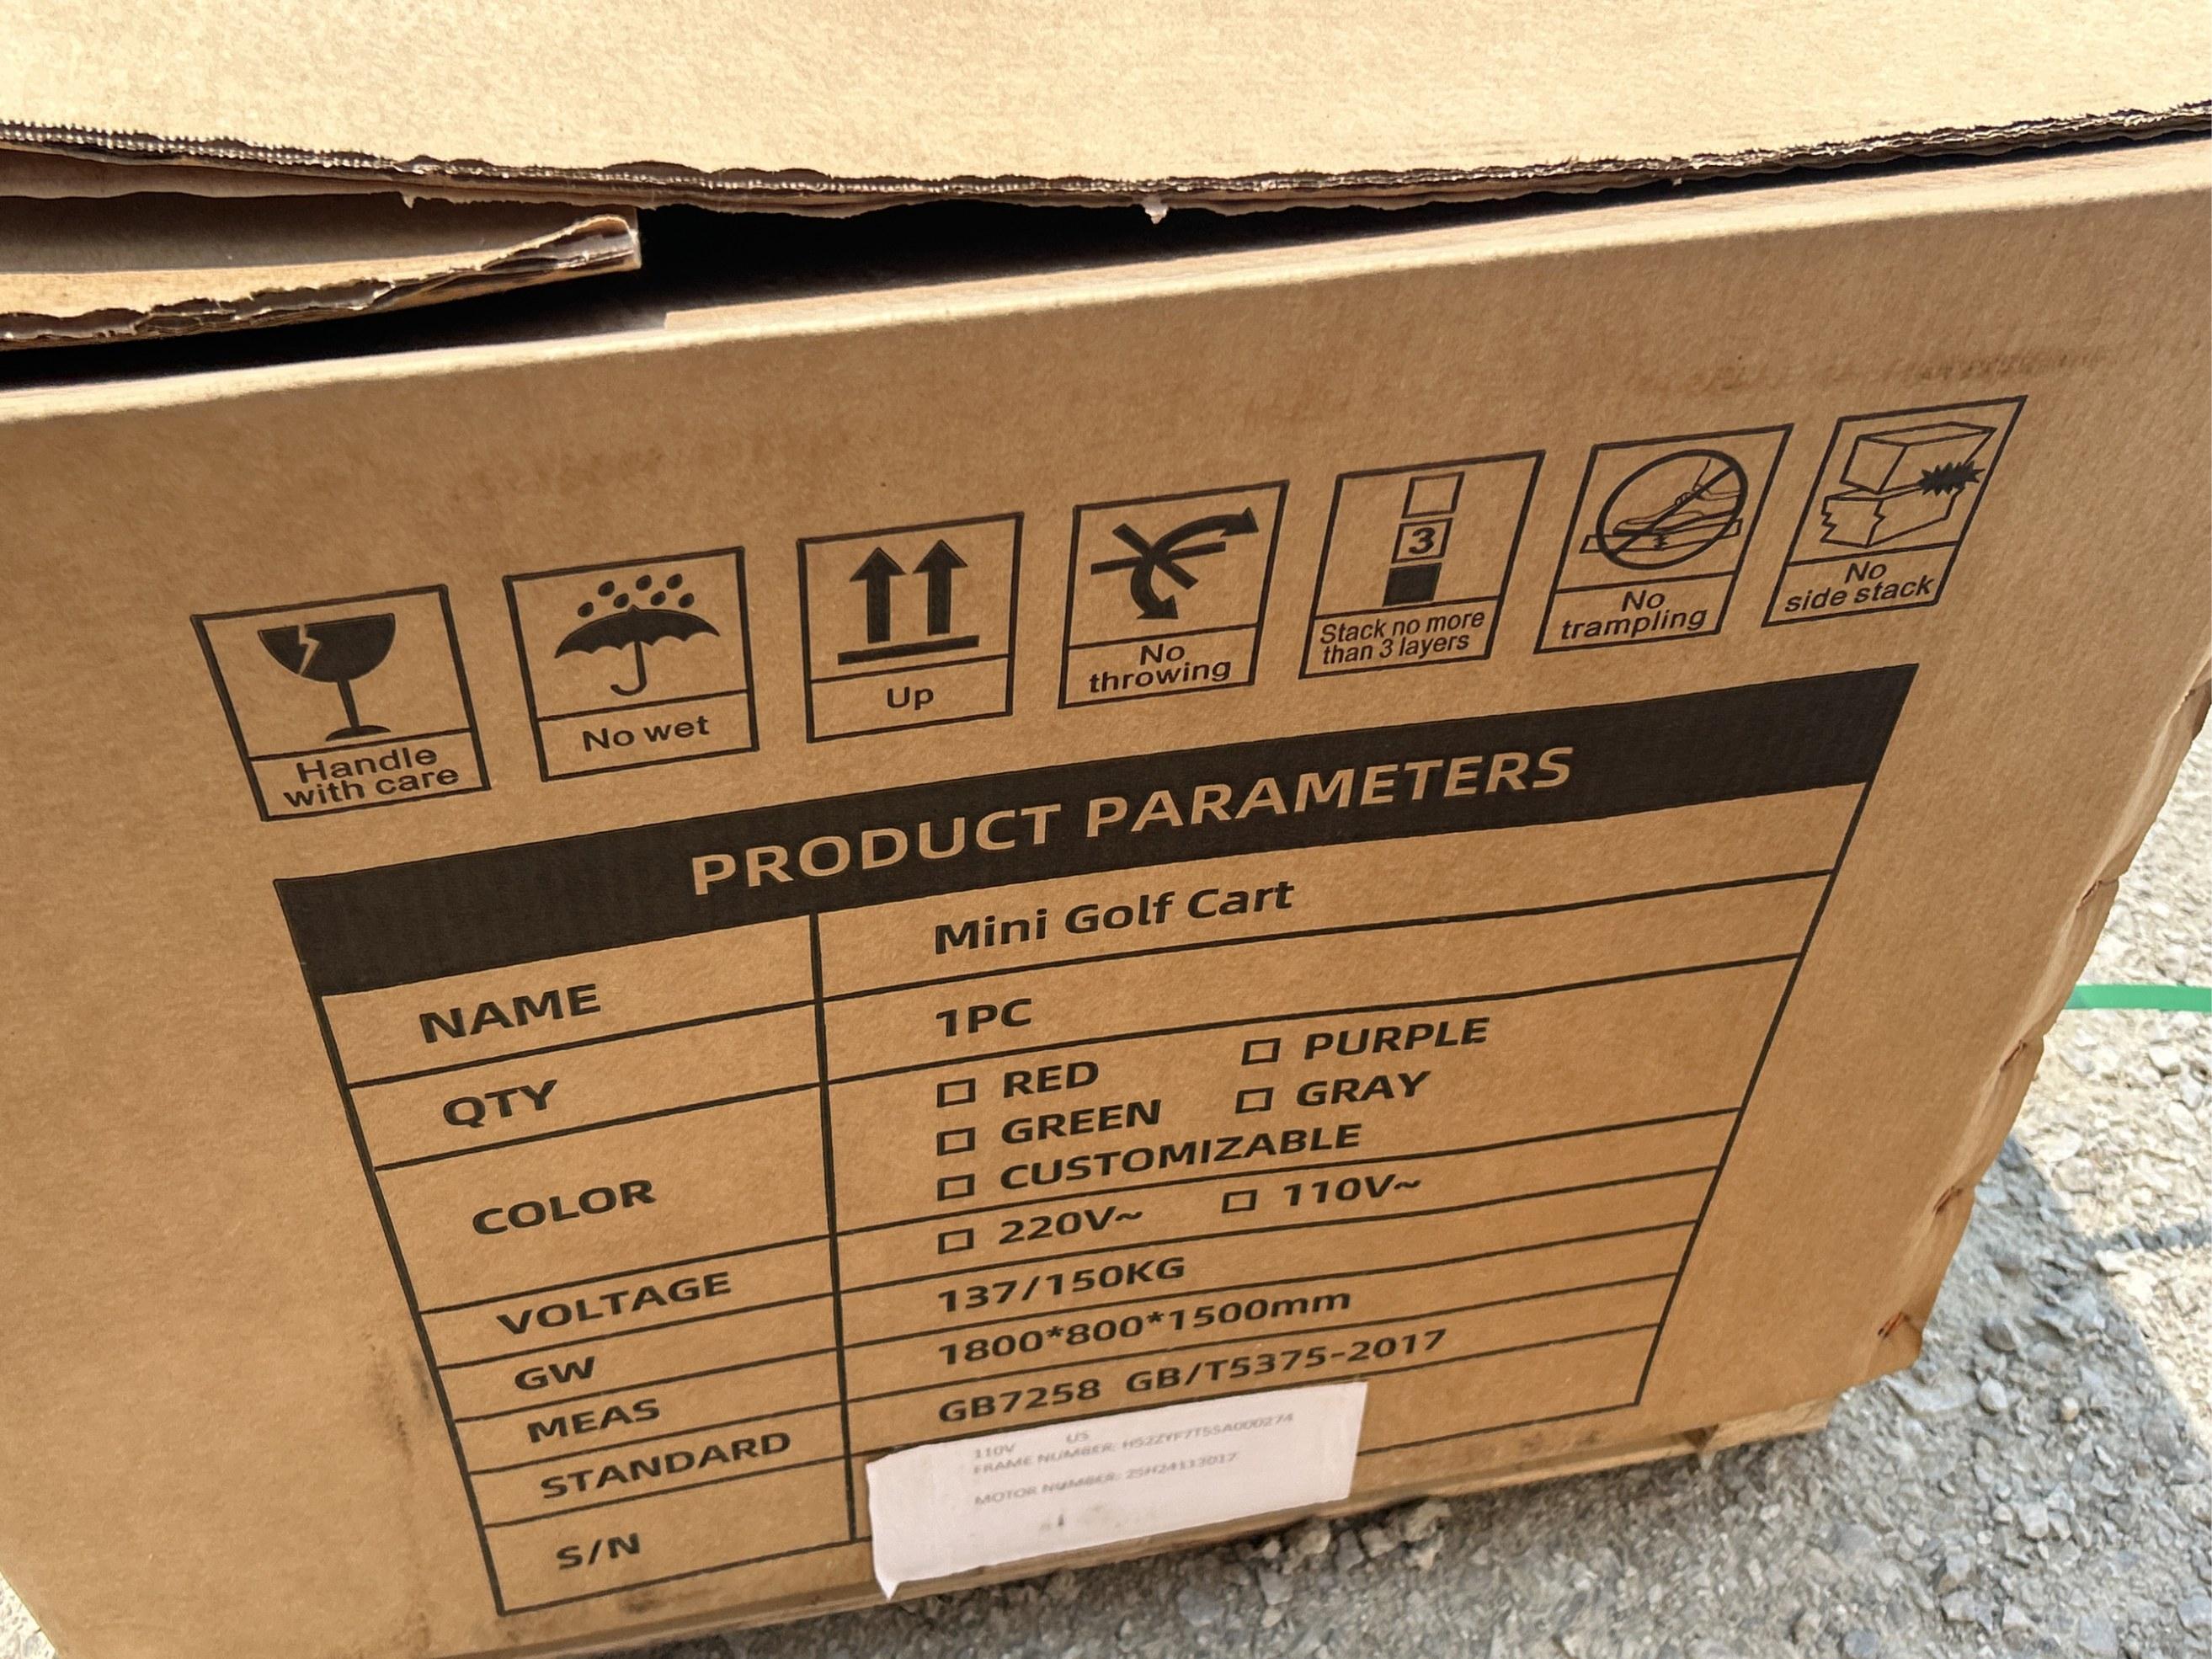 Handle
with care
No wet
Up
No
throwing
3
Stack no more
than 3 layers
No
trampling
No
side stack
PRODUCT PARAMETERS
NAME Mini Golf Cart
QTY 1PC
COLOR
□ RED □ PURPLE
□ GREEN □ GRAY
□ CUSTOMIZABLE
VOLTAGE □ 220V~ □ 110V~
GW 137/150KG
MEAS 1800*800*1500mm
STANDARD GB7258 GB/T5375-2017
S/N
110V US
FRAME NUMBER:
MOTOR NUMBER: 25H24113017